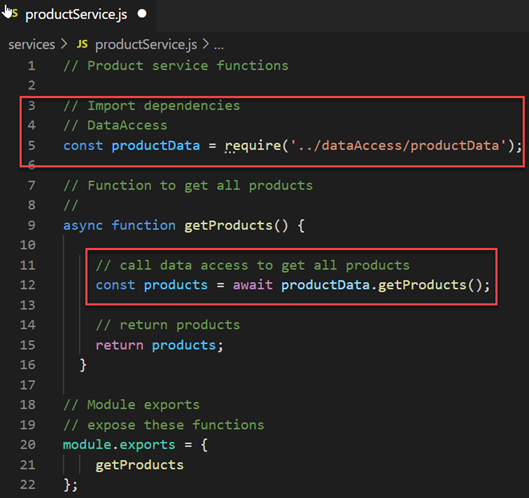 JS productService.js
services > JS productService.js > ...
1 // Product service functions
2
3 // Import dependencies
4 // DataAccess
5 const productData = require('../dataAccess/productData');
6
7 // Function to get all products
8 //
9 async function getProducts() {
10
11 // call data access to get all products
12 const products = await productData.getProducts();
13
14 // return products
15 return products;
16 }
17
18 // Module exports
19 // expose these functions
20 module.exports = {
21 getProducts
22 };